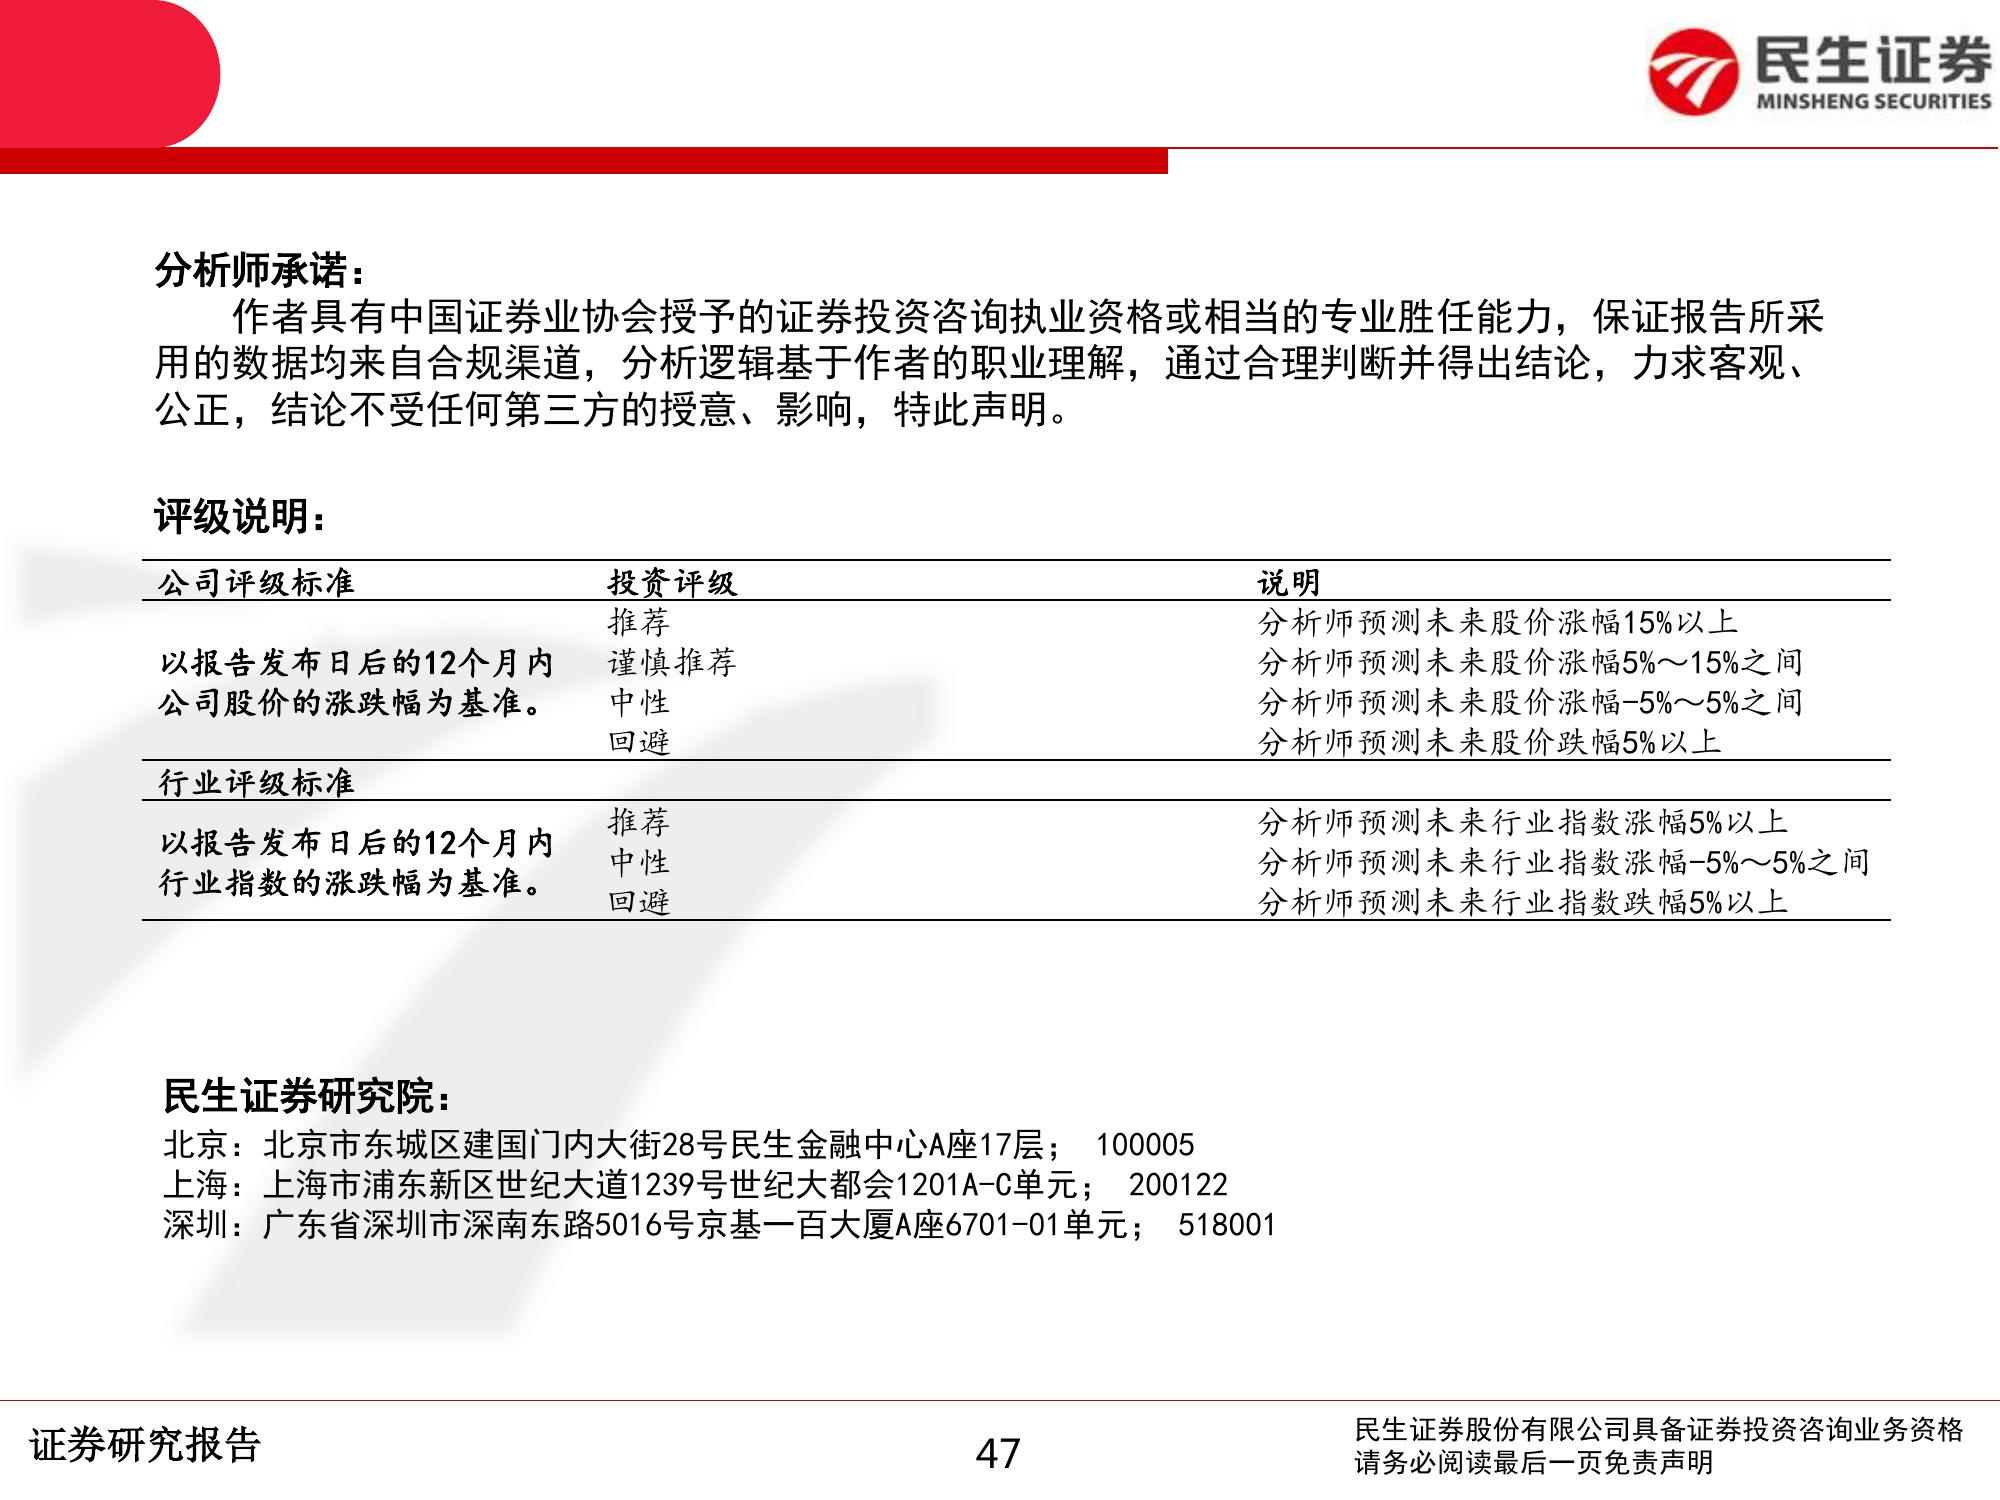 民生证券
MINSHENG SECURITIES
分析师承诺：
作者具有中国证券业协会授予的证券投资咨询执业资格或相当的专业胜任能力，保证报告所采
用的数据均来自合规渠道，分析逻辑基于作者的职业理解，通过合理判断并得出结论，力求客观、
公正，结论不受任何第三方的授意、影响，特此声明。
评级说明：
公司评级标准 投资评级 说明
推荐 分析师预测未来股价涨幅15%以上
以报告发布日后的12个月内 谨慎推荐 分析师预测未来股价涨幅5%～15%之间
公司股价的涨跌幅为基准。 中性 分析师预测未来股价涨幅-5%～5%之间
回避 分析师预测未来股价跌幅5%以上
行业评级标准
推荐 分析师预测未来行业指数涨幅5%以上
以报告发布日后的12个月内 中性 分析师预测未来行业指数涨幅-5%～5%之间
行业指数的涨跌幅为基准。 回避 分析师预测未来行业指数跌幅5%以上
民生证券研究院：
北京：北京市东城区建国门内大街28号民生金融中心A座17层； 100005
上海：上海市浦东新区世纪大道1239号世纪大都会1201A-C单元； 200122
深圳：广东省深圳市深南东路5016号京基一百大厦A座6701-01单元； 518001
证券研究报告
47
民生证券股份有限公司具备证券投资咨询业务资格
请务必阅读最后一页免责声明